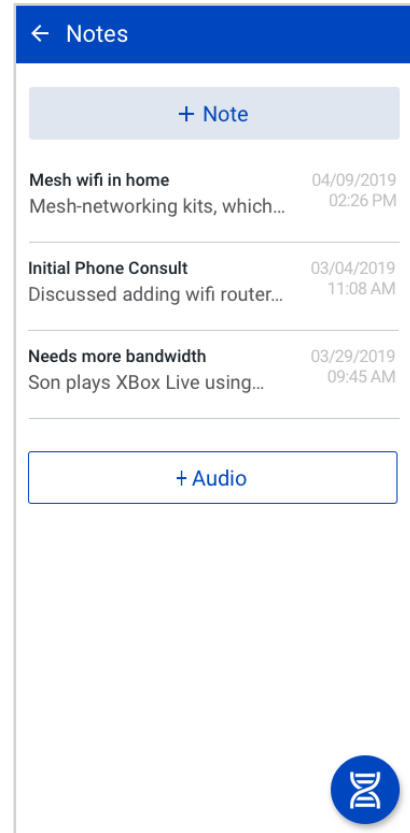 Notes
+ Note
Mesh wifi in home 04/09/2019
Mesh-networking kits, which... 02:26 PM
Initial Phone Consult 03/04/2019
Discussed adding wifi router... 11:08 AM
Needs more bandwidth 03/29/2019
Son plays XBox Live using... 09:45 AM
+ Audio